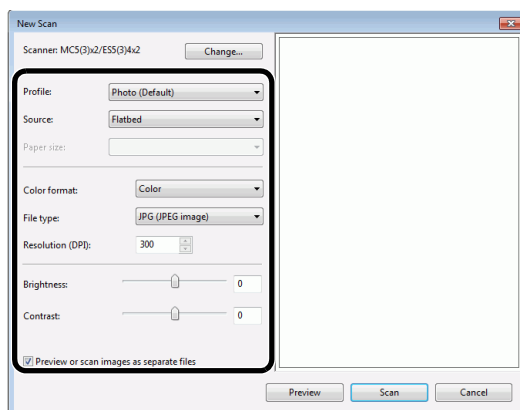 New Scan
Scanner: MC5(3)x2/ES5(3)4x2 Change...
Profile: Photo (Default)
Source: Flatbed
Paper size:
Color format: Color
File type: JPG (JPEG image)
Resolution (DPI): 300
Brightness: 0
Contrast: 0
Preview or scan images as separate files
Preview Scan Cancel